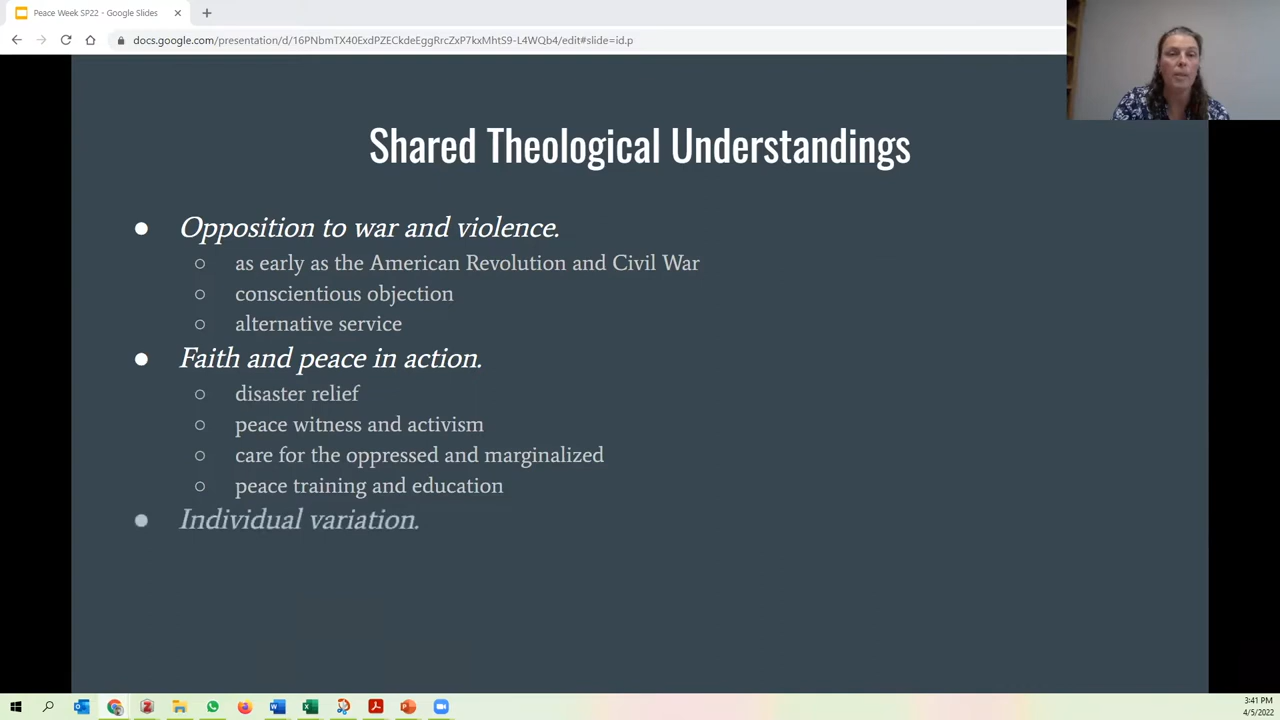 Peace Week SP22 - Google Slides
docs.google.com/presentation/d/16PNbmTX40ExdPZECkdeEggRrcZxP7kxMhtS9-L4WQb4/edit#slide=id.p
Shared Theological Understandings
● Opposition to war and violence.
○ as early as the American Revolution and Civil War
○ conscientious objection
○ alternative service
● Faith and peace in action.
○ disaster relief
○ peace witness and activism
○ care for the oppressed and marginalized
○ peace training and education
● Individual variation.
3:41 PM
4/5/2022